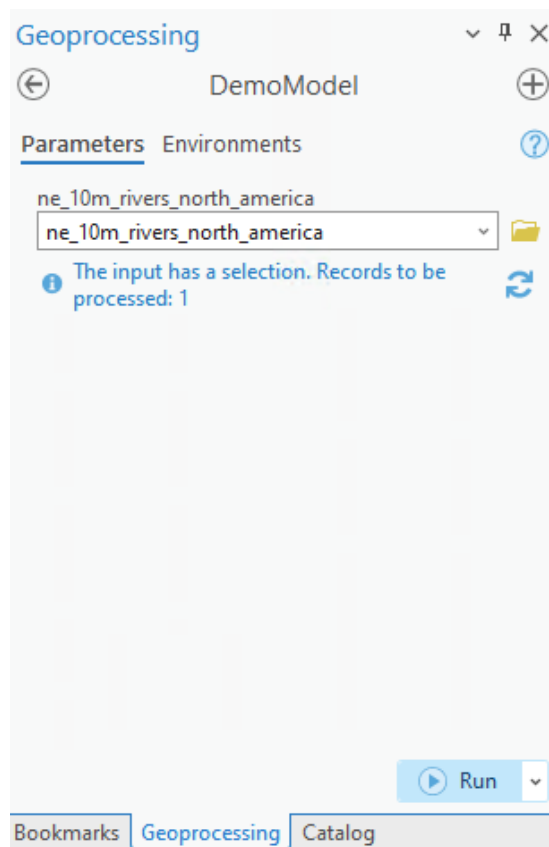 Geoprocessing
DemoModel
Parameters Environments
ne_10m_rivers_north_america
ne_10m_rivers_north_america
The input has a selection. Records to be
processed: 1
Run
Bookmarks Geoprocessing Catalog